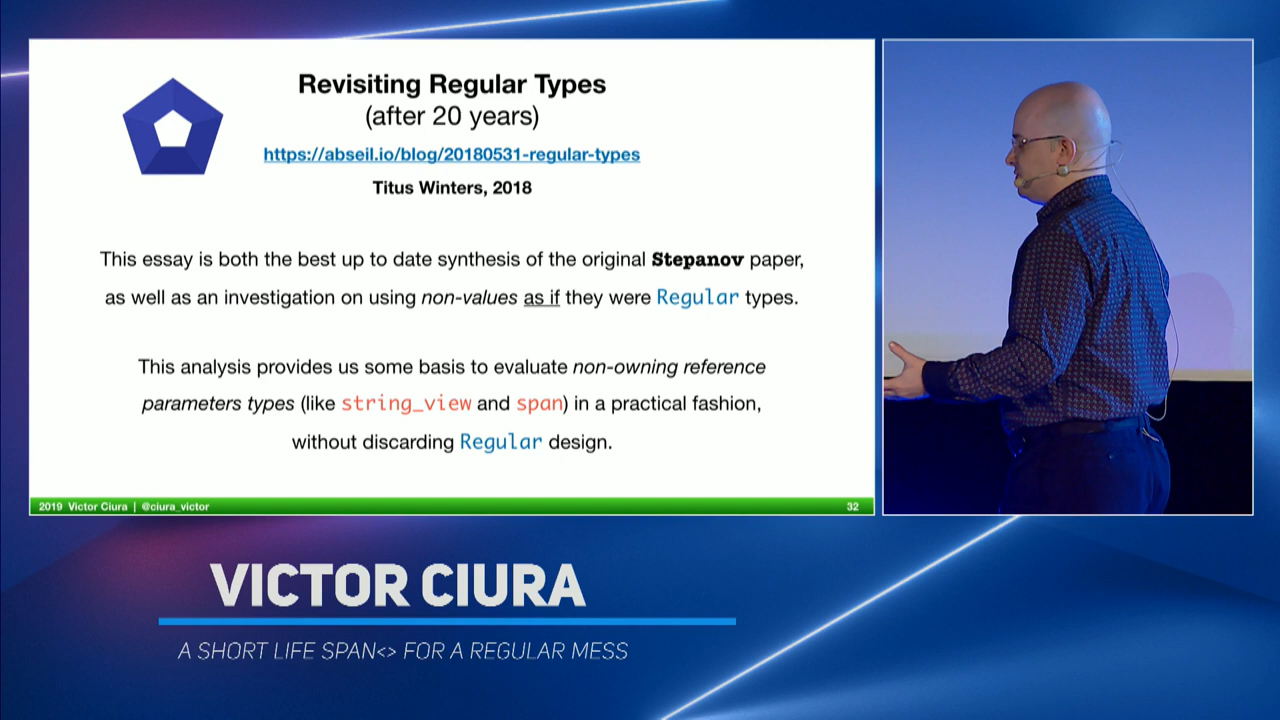 Revisiting Regular Types
(after 20 years)
https://abseil.io/blog/20180531-regular-types
Titus Winters, 2018
This essay is both the best up to date synthesis of the original Stepanov paper,
as well as an investigation on using non-values as if they were Regular types.
This analysis provides us some basis to evaluate non-owning reference
parameters types (like string_view and span) in a practical fashion,
without discarding Regular design.
2019 Victor Ciura | @ciura_victor
32
VICTOR CIURA
A SHORT LIFE SPAN<> FOR A REGULAR MESS